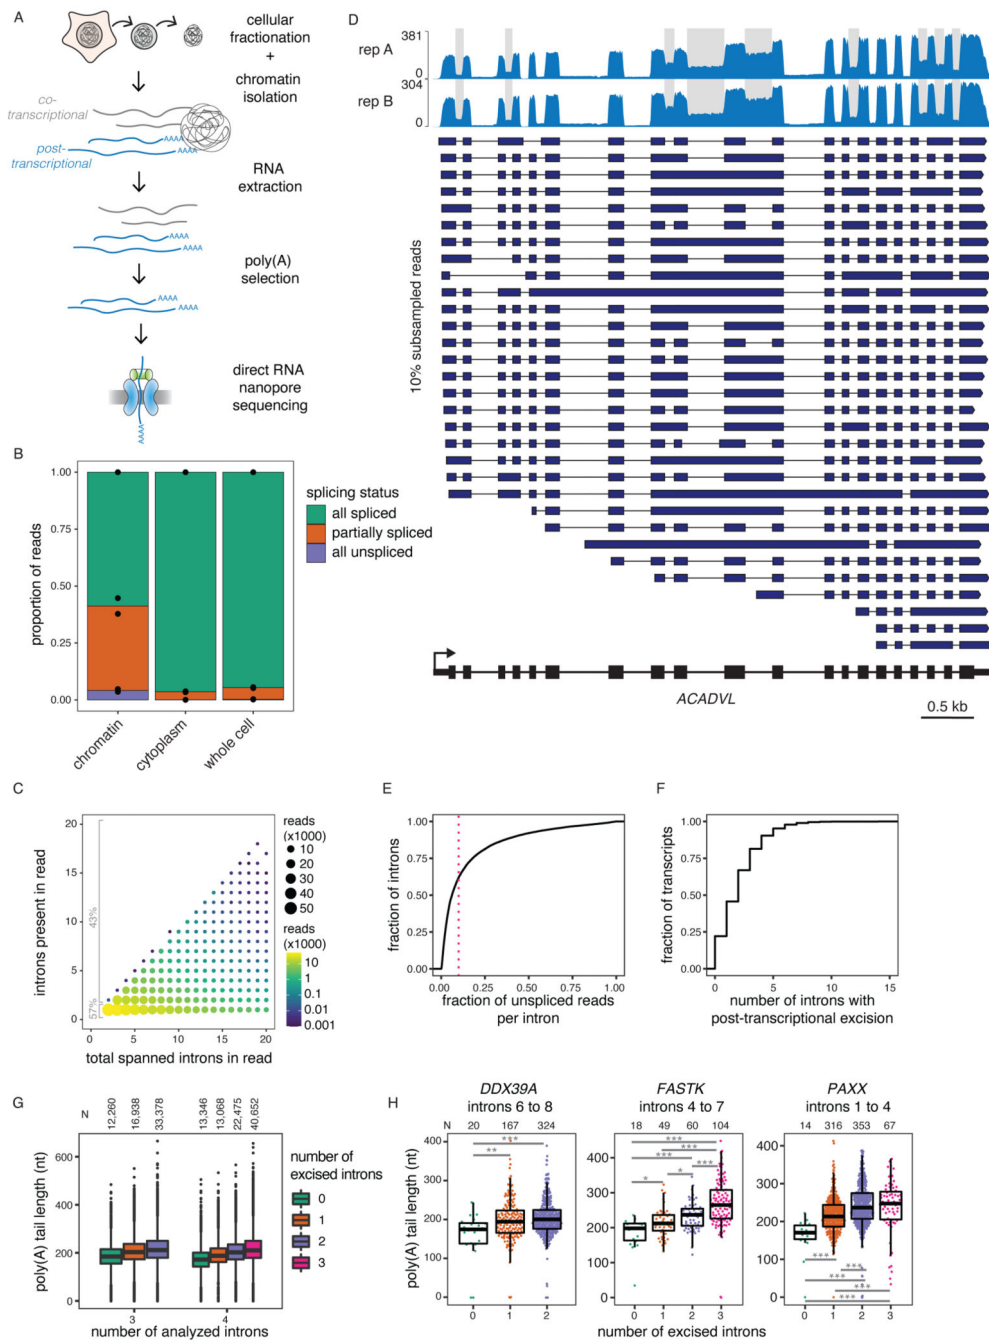 A
cellular
fractionation
+
chromatin
isolation
co-
transcriptional
post-
transcriptional
AAAA
AAAA
RNA
extraction
AAAA
AAAA
poly(A)
selection
AAAA
AAAA
direct RNA
nanopore
sequencing
AAAA
B
proportion of reads
1.00
0.75
0.50
0.25
0.00
chromatin
cytoplasm
whole cell
splicing status
all spliced
partially spliced
all unspliced
C
introns present in read
20
15
10
5
0
43%
57%
0 5 10 15 20
total spanned introns in read
reads
(x1000)
10
20
30
40
50
reads
(x1000)
10
1
0.1
0.01
0.001
D
381
rep A
0
304
rep B
0
10% subsampled reads
ACADVL
0.5 kb
E
fraction of introns
1.00
0.75
0.50
0.25
0.00
0.00 0.25 0.50 0.75 1.00
fraction of unspliced reads
per intron
F
fraction of transcripts
1.00
0.75
0.50
0.25
0.00
0 5 10 15
number of introns with
post-transcriptional excision
G
N
12,260
16,938
33,378
13,346
13,068
22,475
40,652
poly(A) tail length (nt)
600
400
200
0
3 4
number of analyzed introns
number of
excised introns
0
1
2
3
H
DDX39A
introns 6 to 8
N 20 167 324
poly(A) tail length (nt)
400
300
200
100
0
***
**
0 1 2
FASTK
introns 4 to 7
18 49 60 104
400
300
200
100
0
***
***
***
***
*
*
0 1 2 3
number of excised introns
PAXX
introns 1 to 4
14 316 353 67
400
300
200
100
0
***
***
***
***
***
0 1 2 3